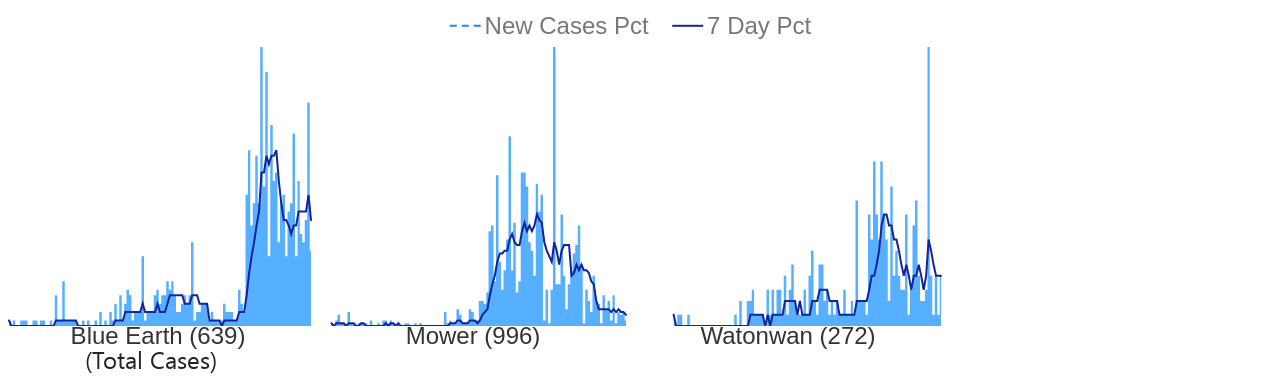 New Cases Pct 7 Day Pct
Blue Earth (639) Mower (996) Watonwan (272)
(Total Cases)